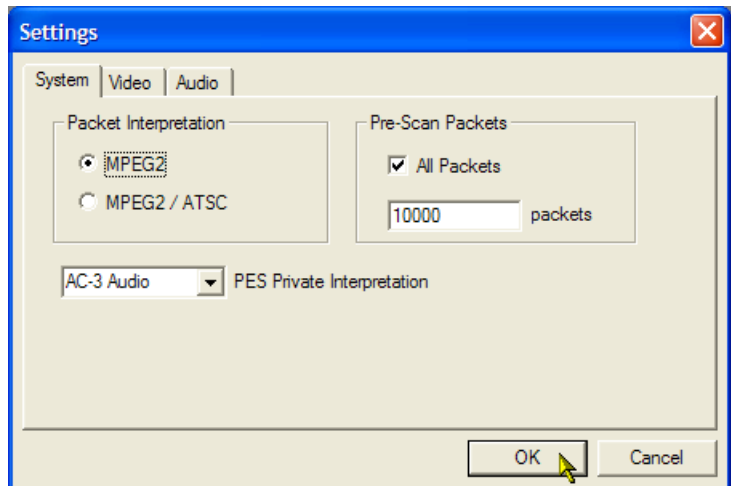 Settings
System Video Audio
Packet Interpretation
MPEG2
MPEG2 / ATSC
Pre-Scan Packets
All Packets
10000 packets
AC-3 Audio PES Private Interpretation
OK Cancel